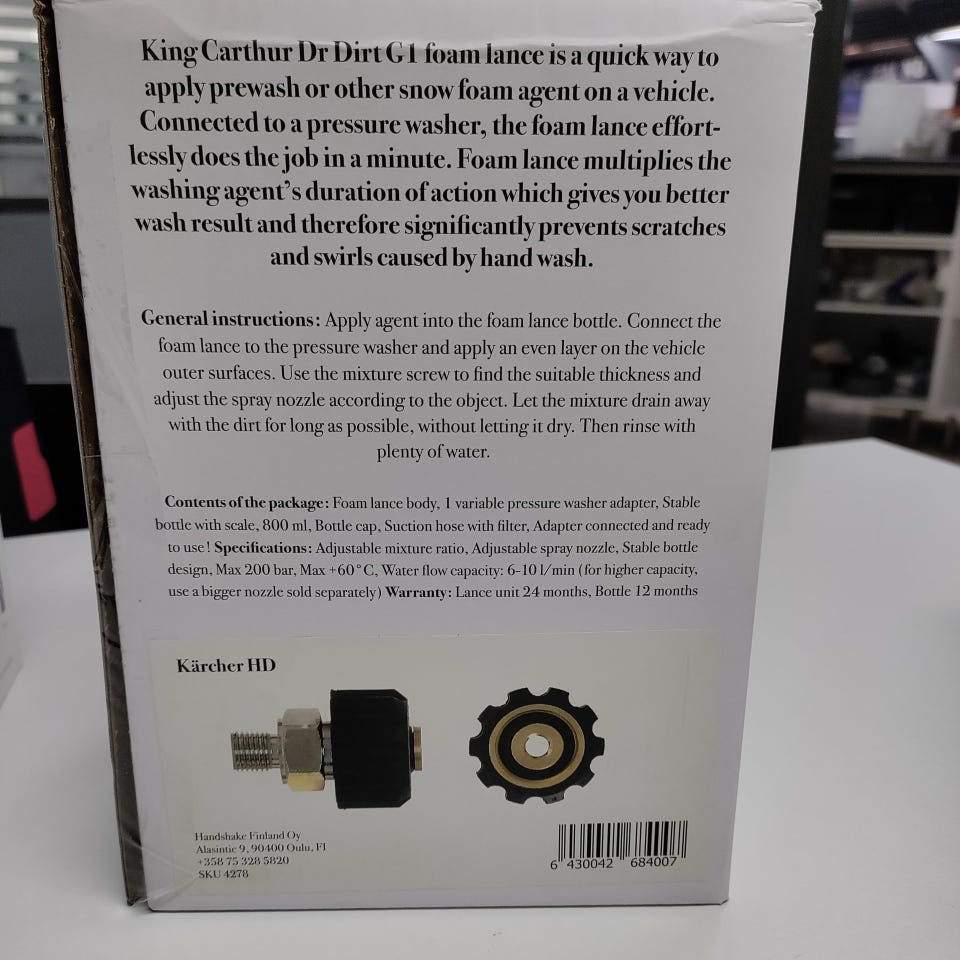 King Carthur Dr Dirt G1 foam lance is a quick way to
apply prewash or other snow foam agent on a vehicle.
Connected to a pressure washer, the foam lance effort-
lessly does the job in a minute. Foam lance multiplies the
washing agent's duration of action which gives you better
wash result and therefore significantly prevents scratches
and swirls caused by hand wash.
General instructions: Apply agent into the foam lance bottle. Connect the
foam lance to the pressure washer and apply an even layer on the vehicle
outer surfaces. Use the mixture screw to find the suitable thickness and
adjust the spray nozzle according to the object. Let the mixture drain away
with the dirt for long as possible, without letting it dry. Then rinse with
plenty of water.
Contents of the package: Foam lance body, 1 variable pressure washer adapter, Stable
bottle with scale, 800 ml, Bottle cap, Suction hose with filter, Adapter connected and ready
to use! Specifications: Adjustable mixture ratio, Adjustable spray nozzle, Stable bottle
design, Max 200 bar, Max +60°C, Water flow capacity: 6-10 l/min (for higher capacity,
use a bigger nozzle sold separately) Warranty: Lance unit 24 months, Bottle 12 months
Kärcher HD
Handshake Finland Oy
Alasintie 9, 90400 Oulu, FI
+358 75 328 5820
SKU 4278
6 430042 684007